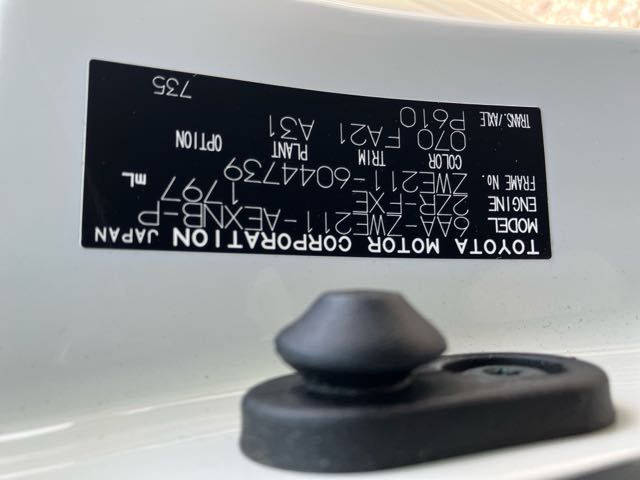 TOYOTA MOTOR CORPORATION JAPAN
MODEL 6AA-ZWE211-AEXNB-P
ENGINE 2ZR-FXE 1797 mL
FRAME No. ZWE211-6044739
COLOR TRIM PLANT OPTION
070 FA21 A31
TRANS./AXLE P610
735